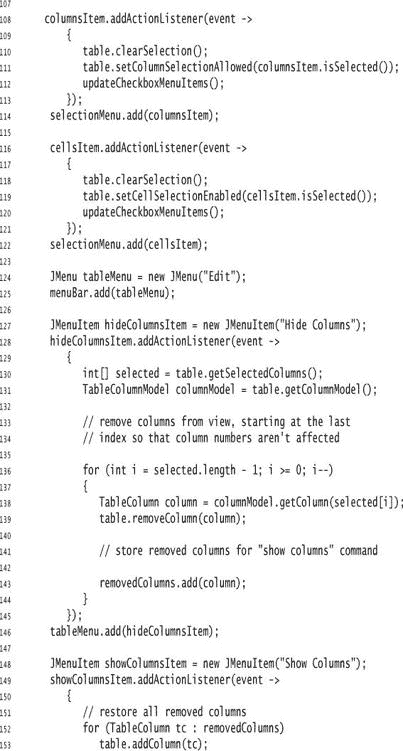 107
108 columnsItem.addActionListener(event ->
109 {
110 table.clearSelection();
111 table.setColumnSelectionAllowed(columnsItem.isSelected());
112 updateCheckboxMenuItems();
113 });
114 selectionMenu.add(columnsItem);
115
116 cellsItem.addActionListener(event ->
117 {
118 table.clearSelection();
119 table.setCellSelectionEnabled(cellsItem.isSelected());
120 updateCheckboxMenuItems();
121 });
122 selectionMenu.add(cellsItem);
123
124 JMenu tableMenu = new JMenu("Edit");
125 menuBar.add(tableMenu);
126
127 JMenuItem hideColumnsItem = new JMenuItem("Hide Columns");
128 hideColumnsItem.addActionListener(event ->
129 {
130 int[] selected = table.getSelectedColumns();
131 TableColumnModel columnModel = table.getColumnModel();
132
133 // remove columns from view, starting at the last
134 // index so that column numbers aren't affected
135
136 for (int i = selected.length - 1; i >= 0; i--)
137 {
138 TableColumn column = columnModel.getColumn(selected[i]);
139 table.removeColumn(column);
140
141 // store removed columns for "show columns" command
142
143 removedColumns.add(column);
144 }
145 });
146 tableMenu.add(hideColumnsItem);
147
148 JMenuItem showColumnsItem = new JMenuItem("Show Columns");
149 showColumnsItem.addActionListener(event ->
150 {
151 // restore all removed columns
152 for (TableColumn tc : removedColumns)
153 table.addColumn(tc);